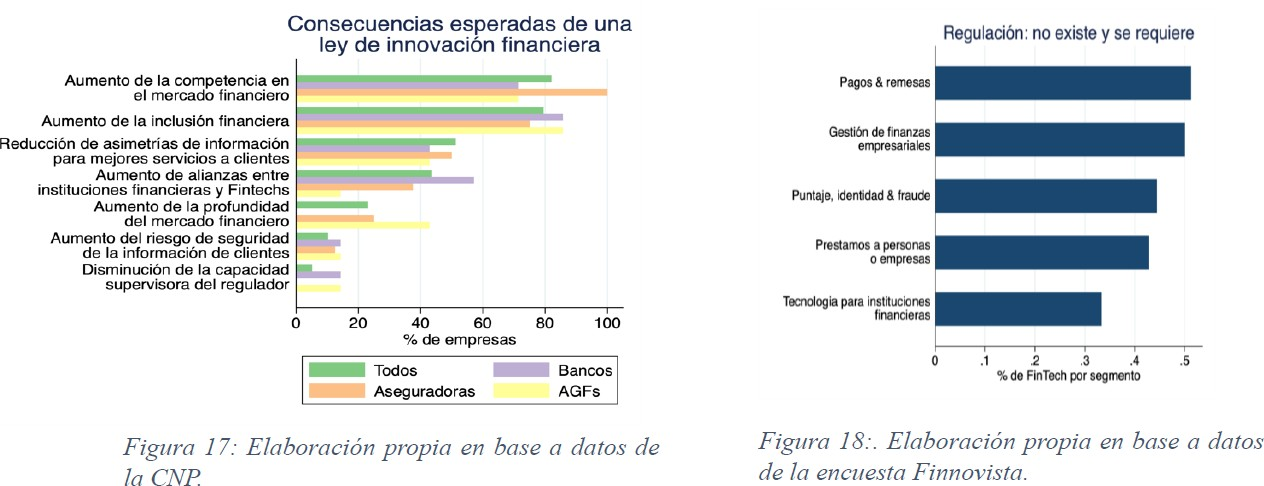 Consecuencias esperadas de una
ley de innovación financiera
Aumento de la competencia en
el mercado financiero
Aumento de la inclusión financiera
Reducción de asimetrías de información
para mejores servicios a clientes
Aumento de alianzas entre
instituciones financieras y Fintechs
Aumento de la profundidad
del mercado financiero
Aumento del riesgo de seguridad
de la información de clientes
Disminución de la capacidad
supervisora del regulador
0 20 40 60 80 100
% de empresas
Todos Bancos
Aseguradoras AGFs
Figura 17: Elaboración propia en base a datos de
la CNP.
Regulación: no existe y se requiere
Pagos & remesas
Gestión de finanzas
empresariales
Puntaje, identidad & fraude
Prestamos a personas
o empresas
Tecnología para instituciones
financieras
0 .1 .2 .3 .4 .5
% de FinTech por segmento
Figura 18:. Elaboración propia en base a datos
de la encuesta Finnovista.